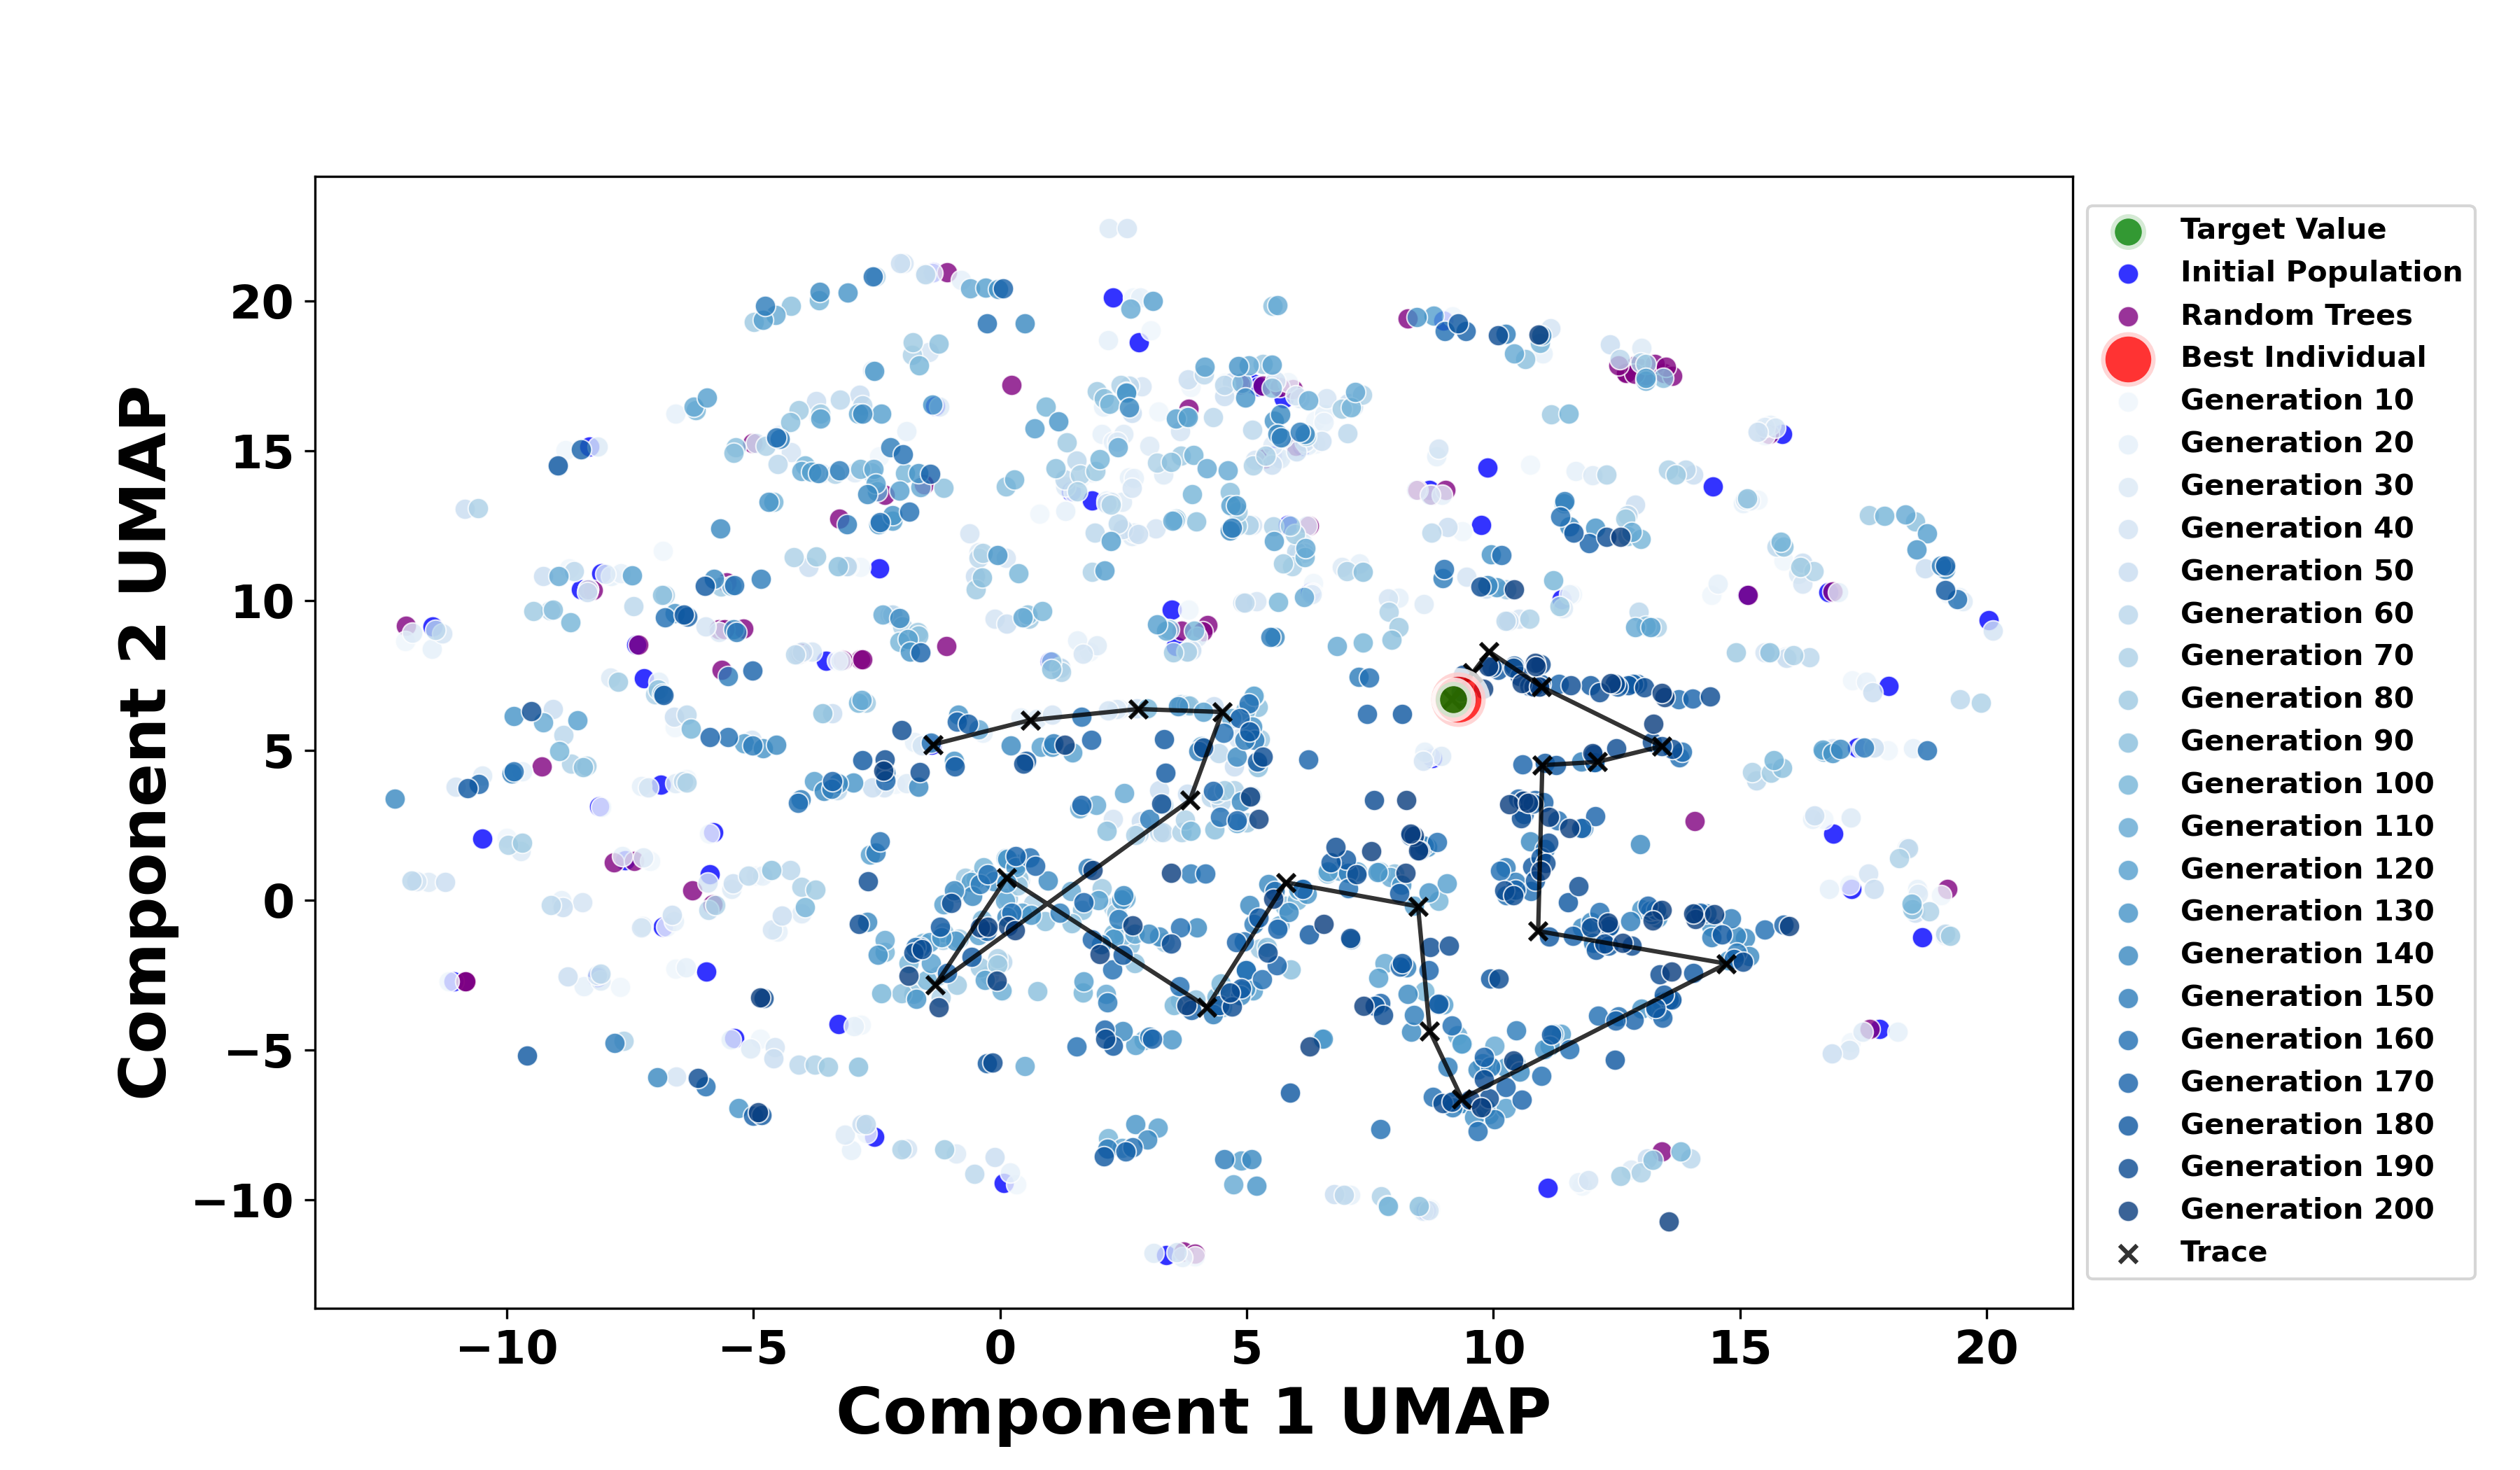 Component 2 UMAP
20
15
10
5
0
−5
−10
−10
−5
0
5
10
15
20
Component 1 UMAP
Target Value
Initial Population
Random Trees
Best Individual
Generation 10
Generation 20
Generation 30
Generation 40
Generation 50
Generation 60
Generation 70
Generation 80
Generation 90
Generation 100
Generation 110
Generation 120
Generation 130
Generation 140
Generation 150
Generation 160
Generation 170
Generation 180
Generation 190
Generation 200
Trace